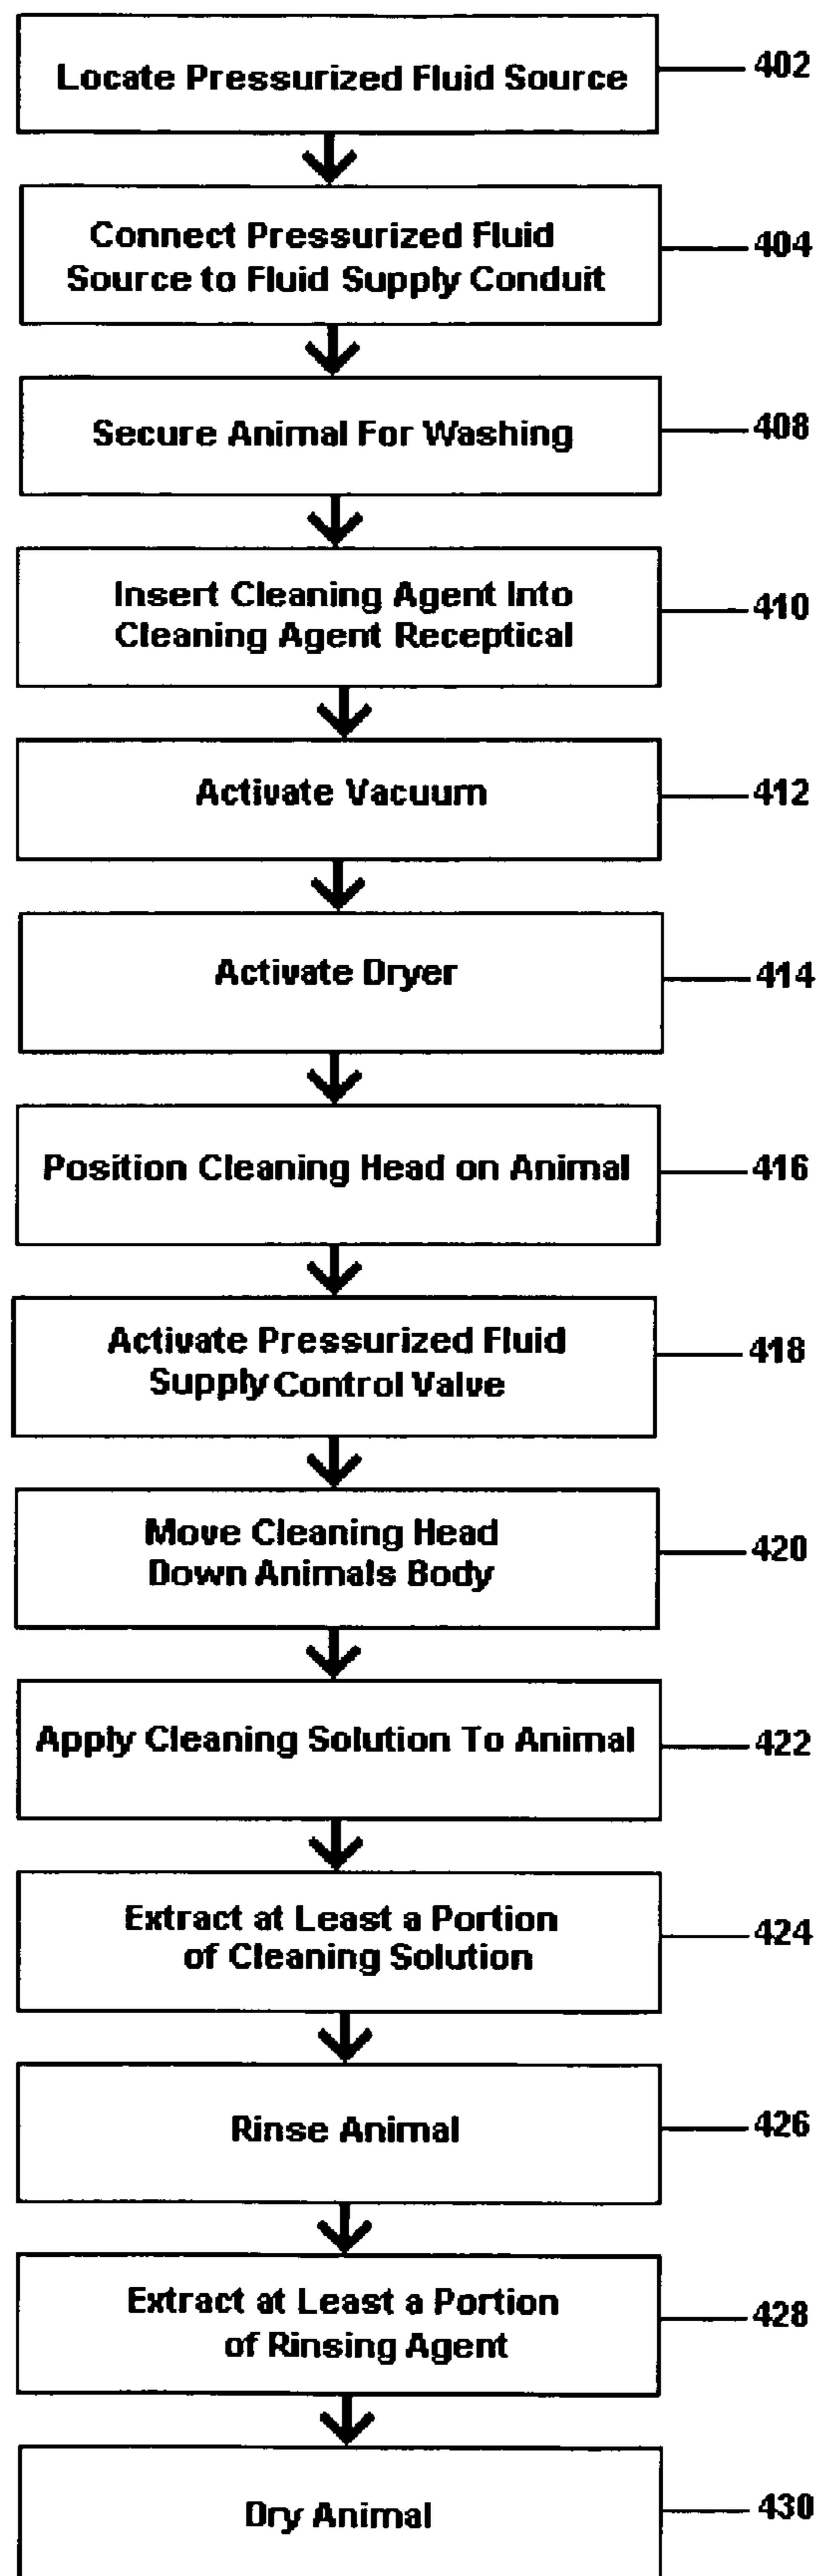 Locate Pressurized Fluid Source
402
Connect Pressurized Fluid
Source to Fluid Supply Conduit
404
Secure Animal For Washing
408
Insert Cleaning Agent Into
Cleaning Agent Receptical
410
Activate Vacuum
412
Activate Dryer
414
Position Cleaning Head on Animal
416
Activate Pressurized Fluid
Supply Control Valve
418
Move Cleaning Head
Down Animals Body
420
Apply Cleaning Solution To Animal
422
Extract at Least a Portion
of Cleaning Solution
424
Rinse Animal
426
Extract at Least a Portion
of Rinsing Agent
428
Dry Animal
430